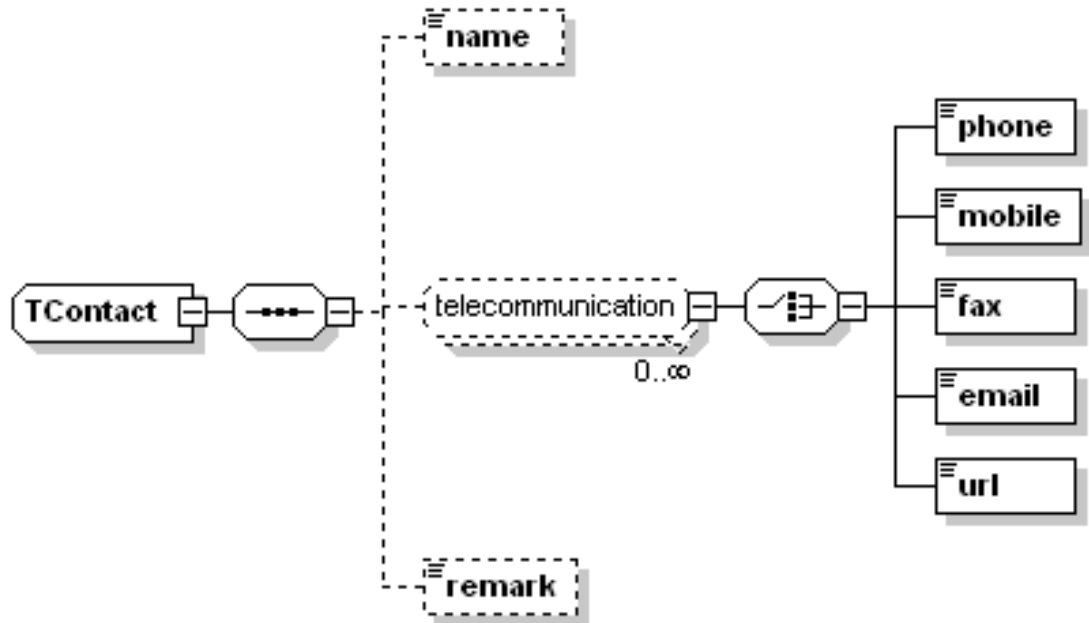 name
phone
mobile
TContact
telecommunication
fax
0..∞
email
url
remark